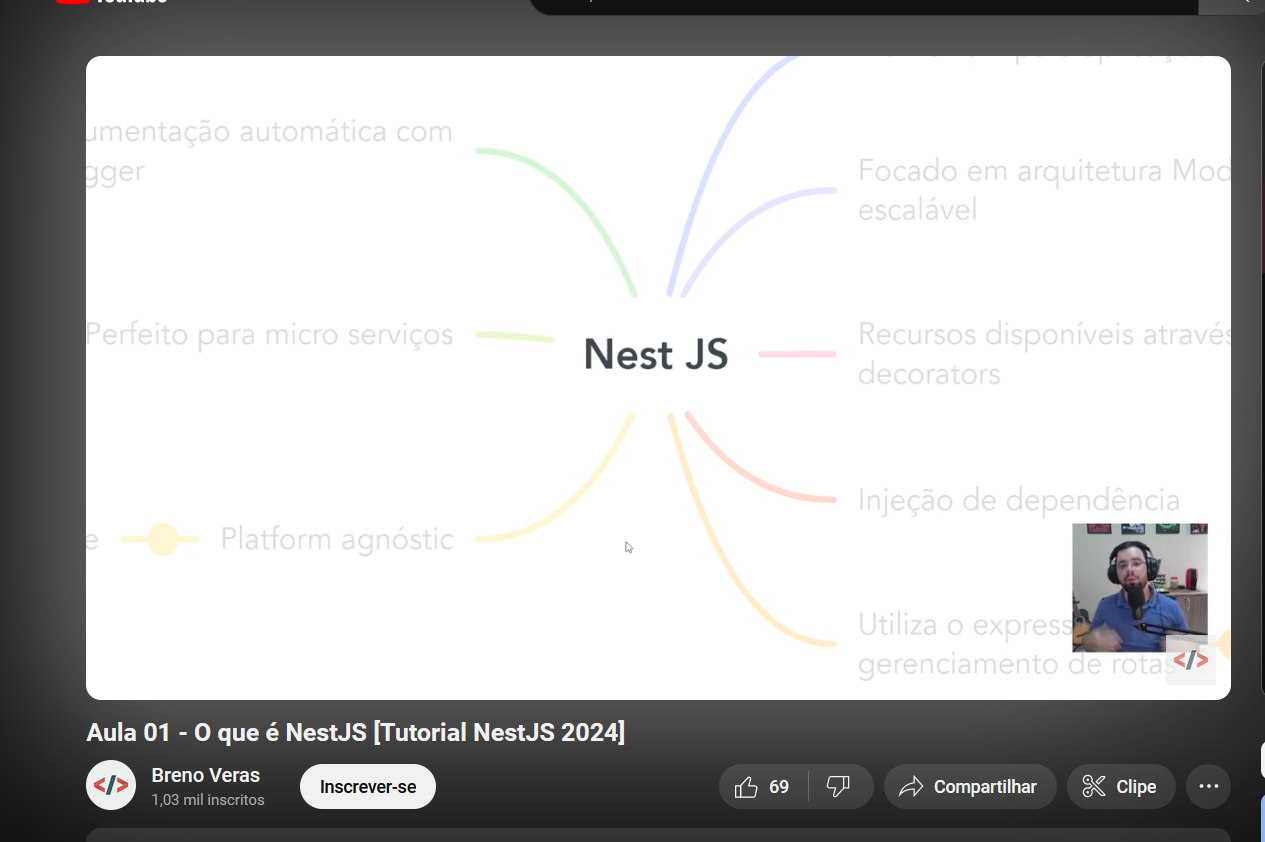 YouTube
umentação automática com
gger
Focado em arquitetura Mod
escalável
Perfeito para micro serviços
Nest JS
Recursos disponíveis através
decorators
Injeção de dependência
e
Platform agnóstic
Utiliza o express
gerenciamento de rotas
</>
Aula 01 - O que é NestJS [Tutorial NestJS 2024]
</>
Breno Veras
1,03 mil inscritos
Inscrever-se
69
Compartilhar
Clipe